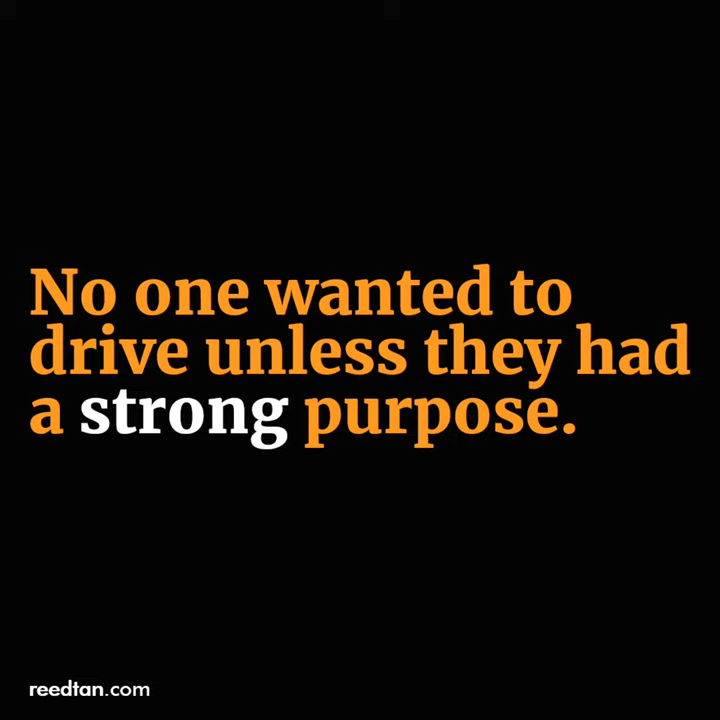 No one wanted to
drive unless they had
a strong purpose.
reedtan.com